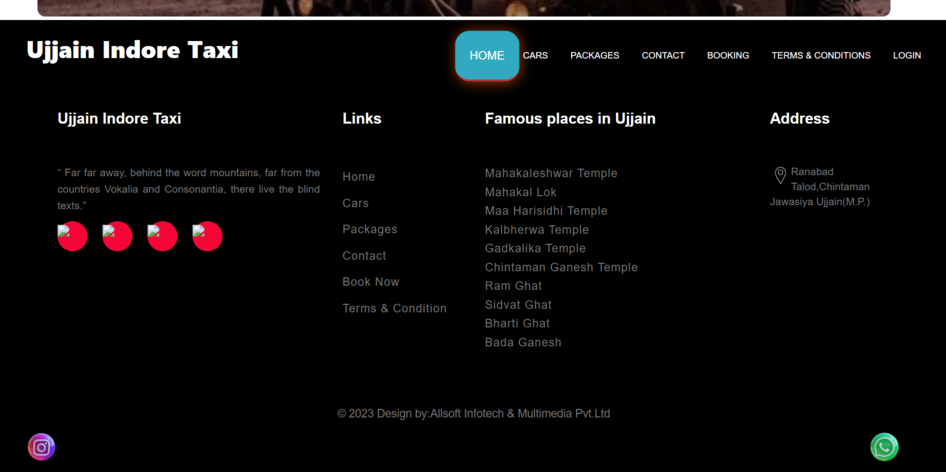 Ujjain Indore Taxi
HOME CARS PACKAGES CONTACT BOOKING TERMS & CONDITIONS LOGIN
Ujjain Indore Taxi
“ Far far away, behind the word mountains, far from the
countries Vokalia and Consonantia, there live the blind
texts.”
Links
Home
Cars
Packages
Contact
Book Now
Terms & Condition
Famous places in Ujjain
Mahakaleshwar Temple
Mahakal Lok
Maa Harisidhi Temple
Kalbherwa Temple
Gadkalika Temple
Chintaman Ganesh Temple
Ram Ghat
Sidvat Ghat
Bharti Ghat
Bada Ganesh
Address
Ranabad
Talod,Chintaman
Jawasiya Ujjain(M.P.)
© 2023 Design by:Allsoft Infotech & Multimedia Pvt.Ltd